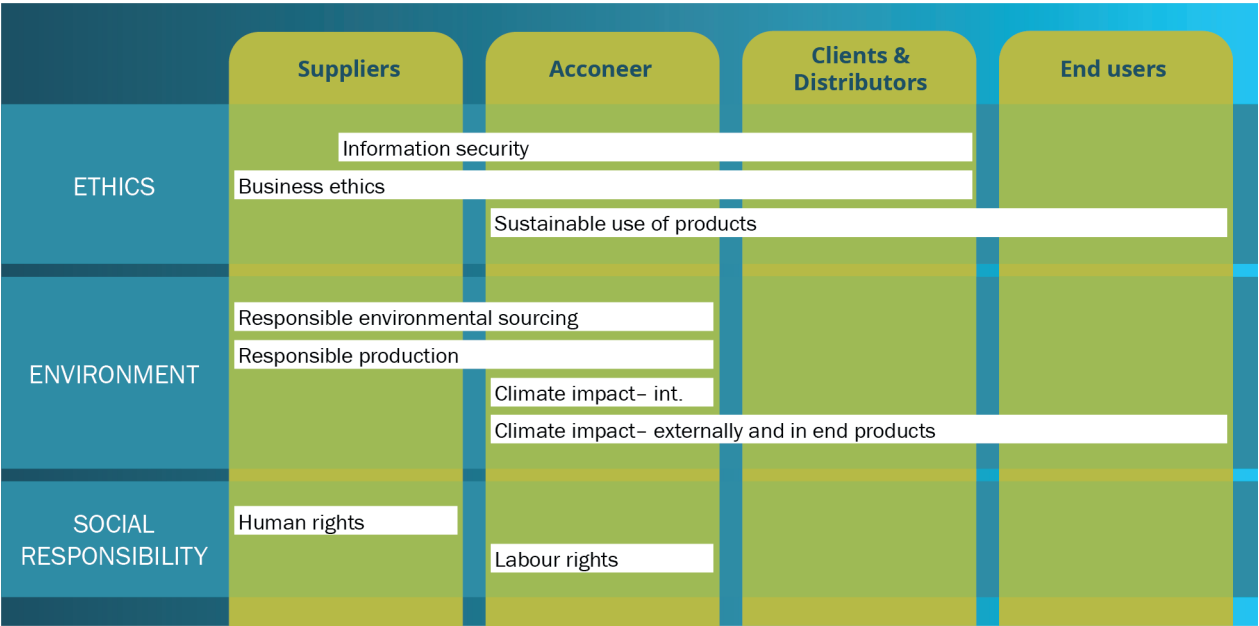 Suppliers
Acconeer
Clients &
Distributors
End users
ETHICS
Information security
Business ethics
Sustainable use of products
ENVIRONMENT
Responsible environmental sourcing
Responsible production
Climate impact– int.
Climate impact– externally and in end products
SOCIAL
RESPONSIBILITY
Human rights
Labour rights